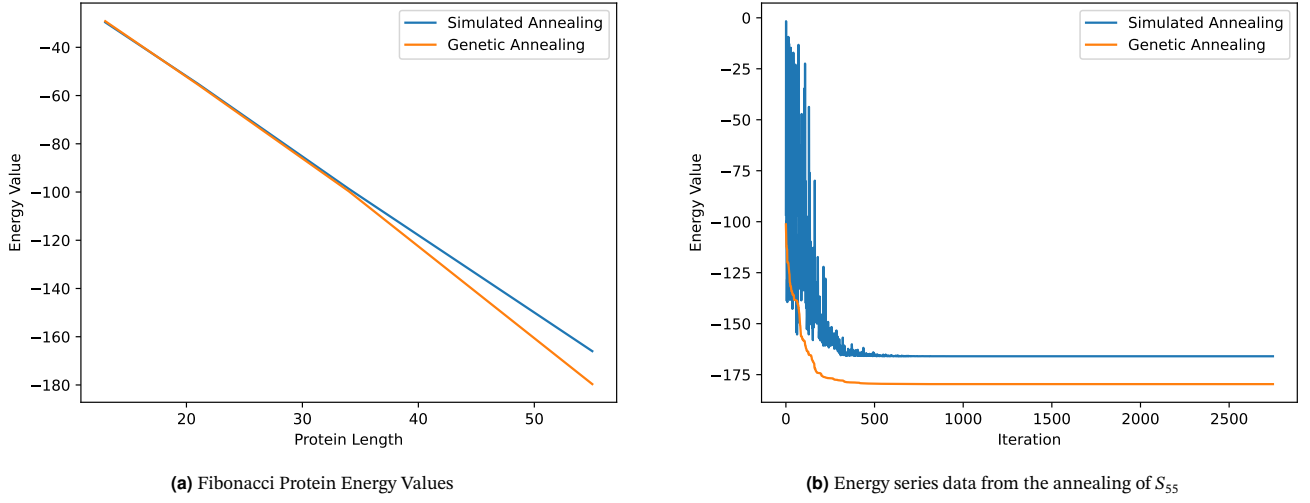 Simulated Annealing
Genetic Annealing
−40
−60
−80
−100
−120
−140
−160
−180
Energy Value
20
30
40
50
Protein Length
(a) Fibonacci Protein Energy Values
Simulated Annealing
Genetic Annealing
0
−25
−50
−75
−100
−125
−150
−175
Energy Value
0
500
1000
1500
2000
2500
Iteration
(b) Energy series data from the annealing of S55